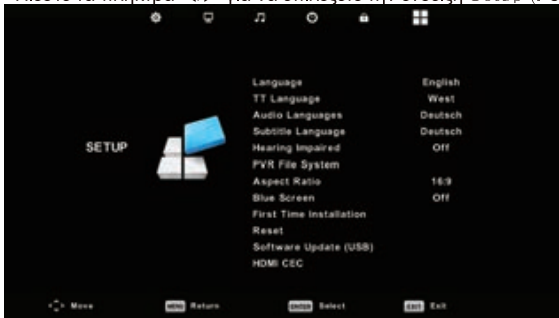 Language English
TT Language West
Audio Languages Deutsch
Subtitle Language Deutsch
SETUP
Hearing Impaired Off
PVR File System
Aspect Ratio 16:9
Blue Screen Off
First Time Installation
Reset
Software Update (USB)
HDMI CEC
Move MENU Return ENTER Select EXIT Exit